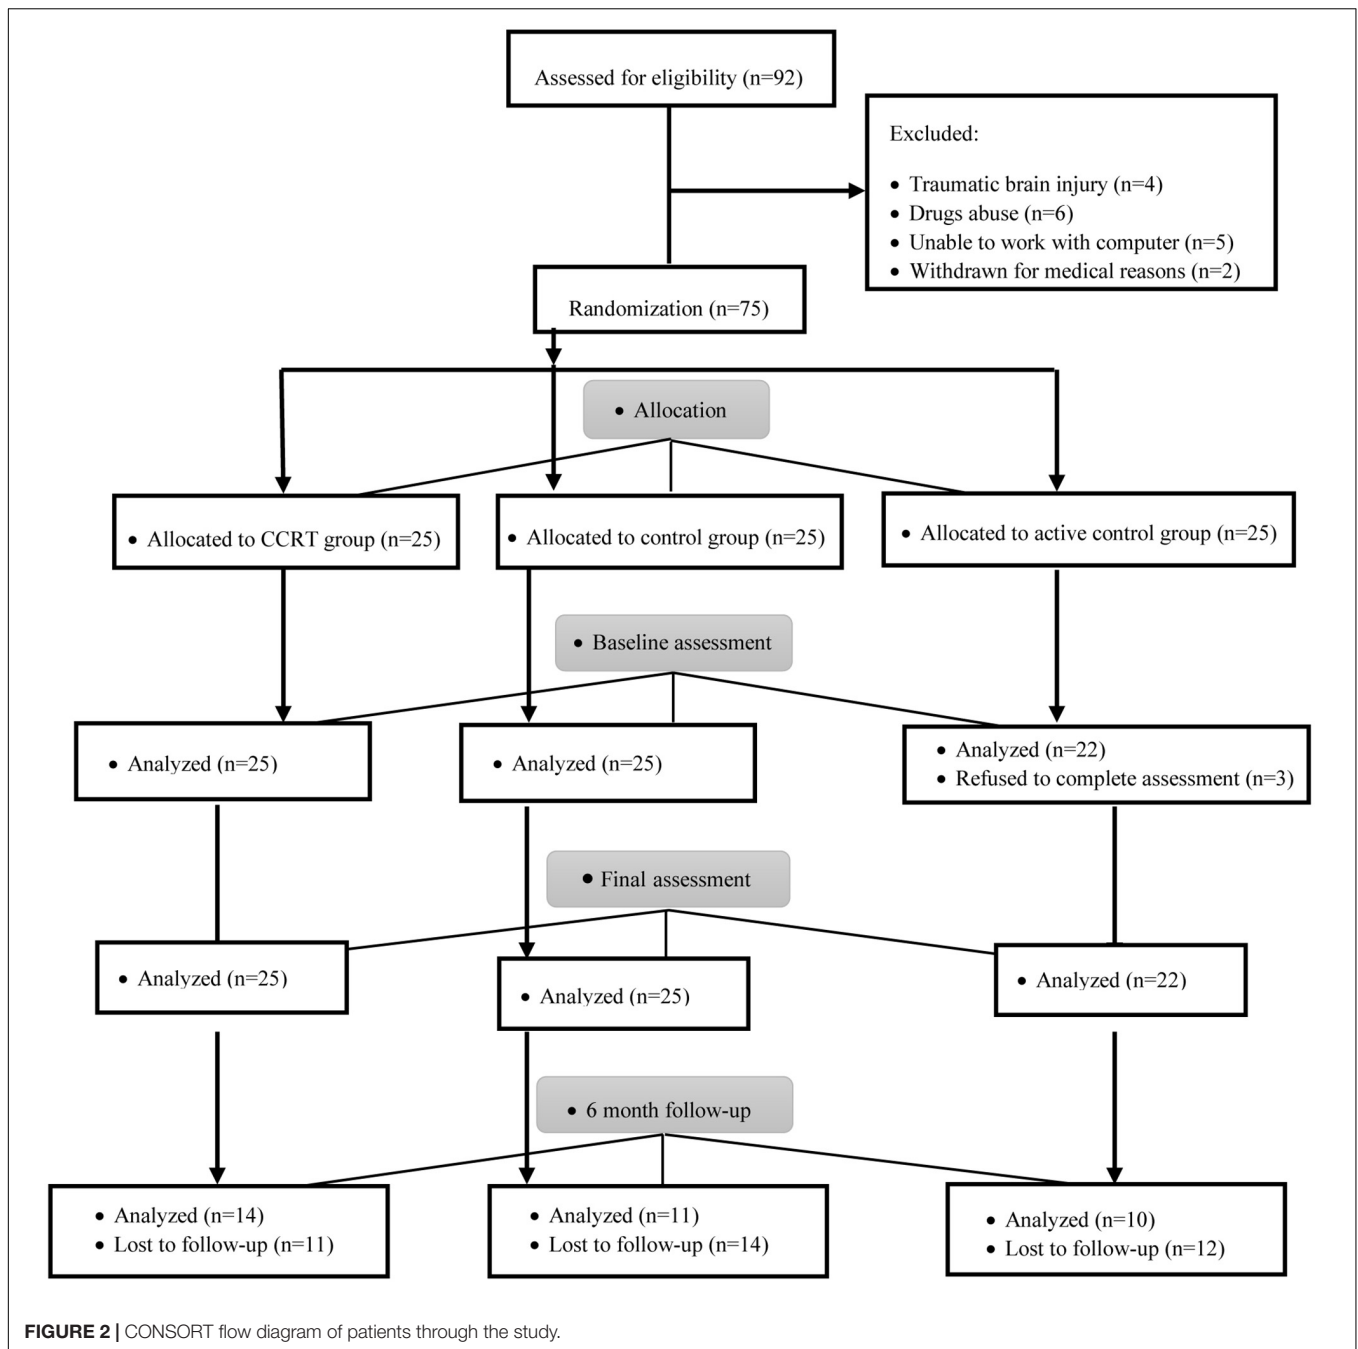 Assessed for eligibility (n=92)
Excluded:
• Traumatic brain injury (n=4)
• Drugs abuse (n=6)
• Unable to work with computer (n=5)
• Withdrawn for medical reasons (n=2)
Randomization (n=75)
• Allocation
• Allocated to CCRT group (n=25)
• Allocated to control group (n=25)
• Allocated to active control group (n=25)
• Baseline assessment
• Analyzed (n=25)
• Analyzed (n=25)
• Analyzed (n=22)
• Refused to complete assessment (n=3)
• Final assessment
• Analyzed (n=25)
• Analyzed (n=25)
• Analyzed (n=22)
• 6 month follow-up
• Analyzed (n=14)
• Lost to follow-up (n=11)
• Analyzed (n=11)
• Lost to follow-up (n=14)
• Analyzed (n=10)
• Lost to follow-up (n=12)
FIGURE 2 | CONSORT flow diagram of patients through the study.